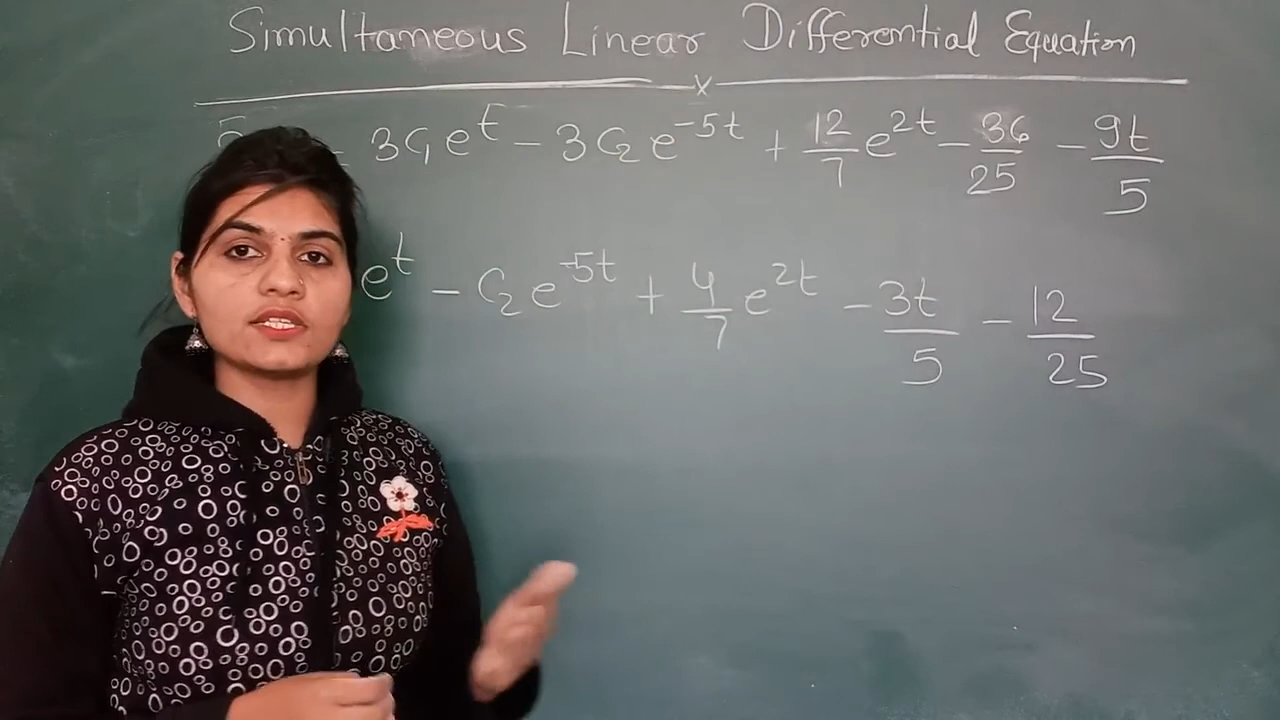 Simultaneous Linear Differential Equation
x
= 3C₁e^t - 3C₂e^-5t + 12/7 e^2t - 36/25 - 9t/5
e^t - C₂e^-5t + 4/7 e^2t - 3t/5 - 12/25